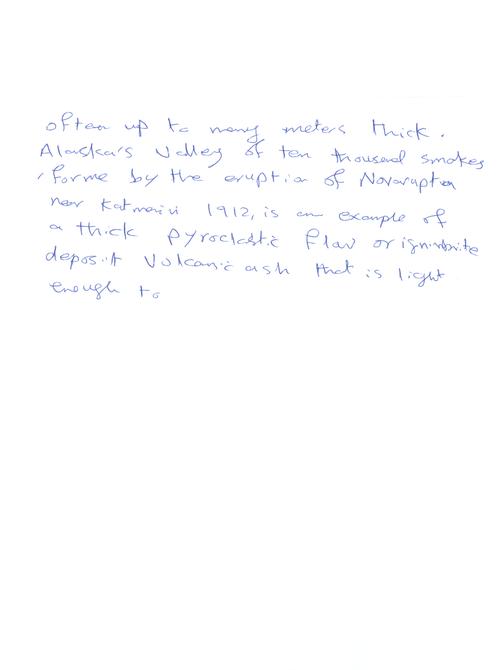 often up to many meters thick.
Alaska's valley of ten thousand smokes
, forme by the eruption of Novarupta
near Katmai in 1912, is an example of
a thick pyroclastic flow or ignimbrite
deposit Volcanic ash that is light
enough to